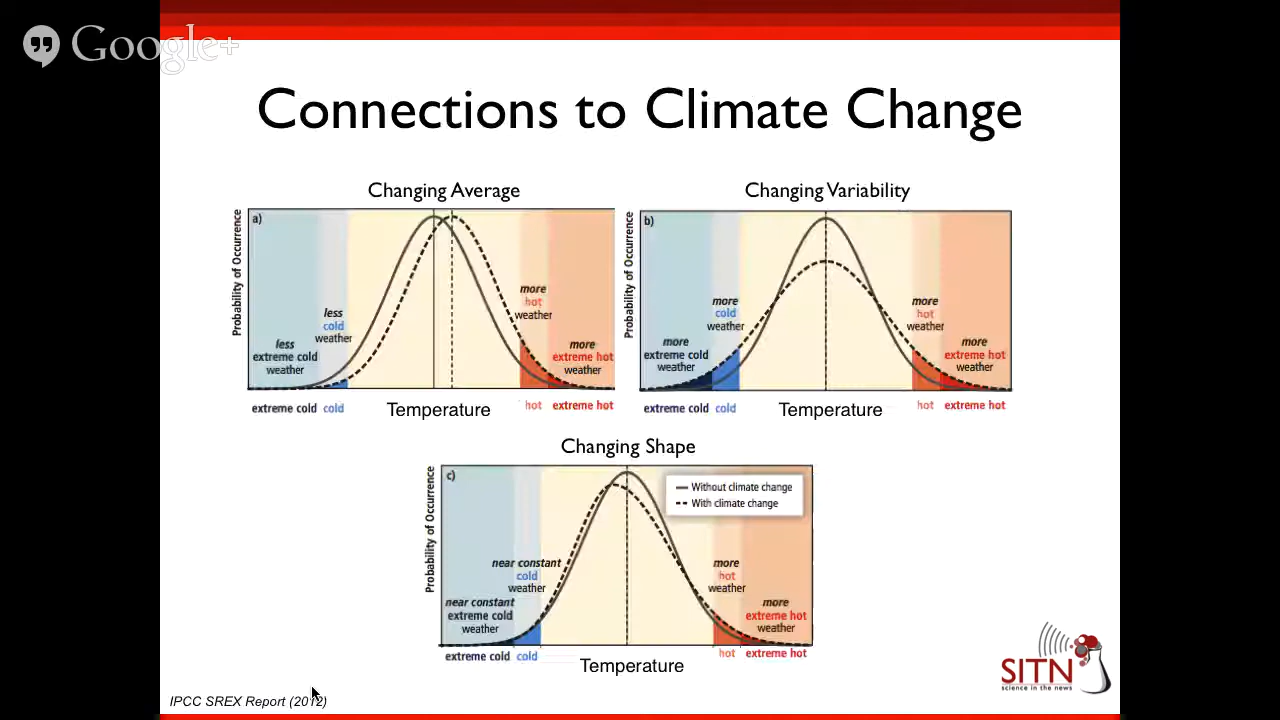 Google+
Connections to Climate Change
Changing Average
a)
Probability of Occurrence
less
cold
weather
less
extreme cold
weather
more
hot
weather
more
extreme hot
weather
extreme cold cold
Temperature
hot extreme hot
Changing Variability
b)
Probability of Occurrence
more
cold
weather
more
extreme cold
weather
more
hot
weather
more
extreme hot
weather
extreme cold cold
Temperature
hot extreme hot
Changing Shape
c)
Probability of Occurrence
Without climate change
With climate change
near constant
cold
weather
near constant
extreme cold
weather
more
hot
weather
more
extreme hot
weather
extreme cold cold
Temperature
hot extreme hot
SITN
science in the news
IPCC SREX Report (2012)